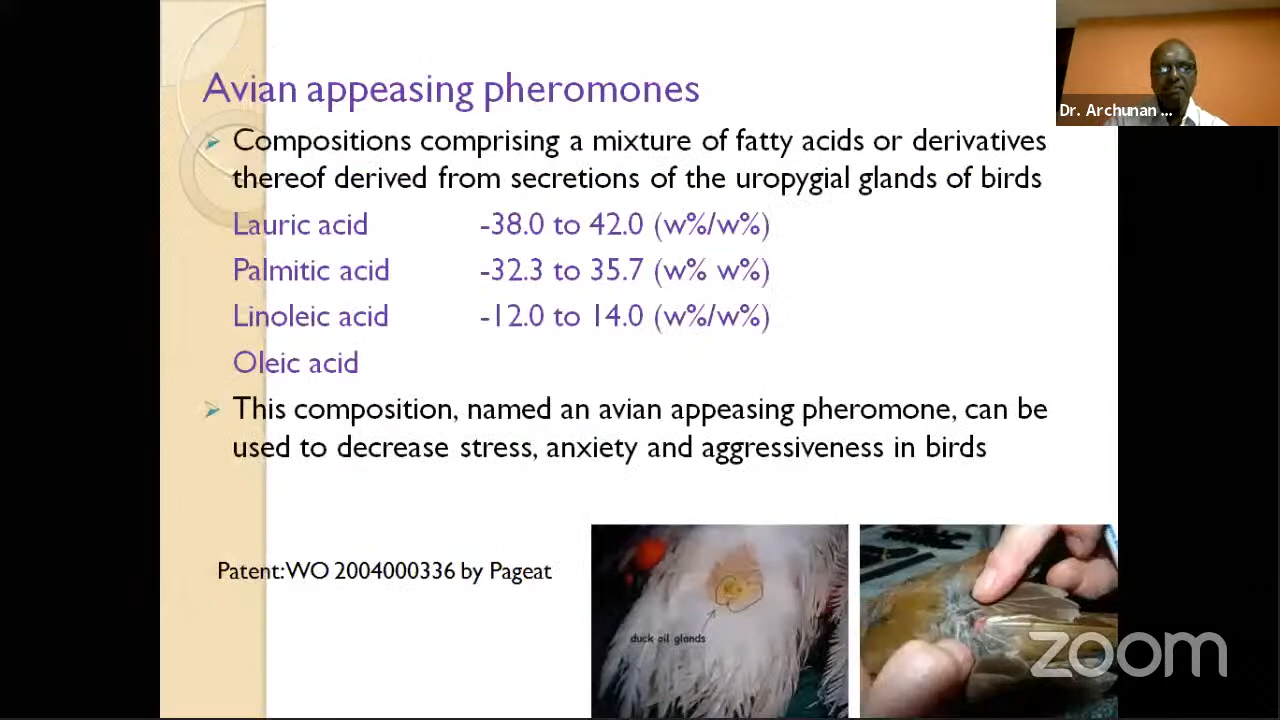 Avian appeasing pheromones
Dr. Archunan ...
Compositions comprising a mixture of fatty acids or derivatives
thereof derived from secretions of the uropygial glands of birds
Lauric acid -38.0 to 42.0 (w%/w%)
Palmitic acid -32.3 to 35.7 (w% w%)
Linoleic acid -12.0 to 14.0 (w%/w%)
Oleic acid
This composition, named an avian appeasing pheromone, can be
used to decrease stress, anxiety and aggressiveness in birds
Patent: WO 2004000336 by Pageat
duck oil glands
zoom